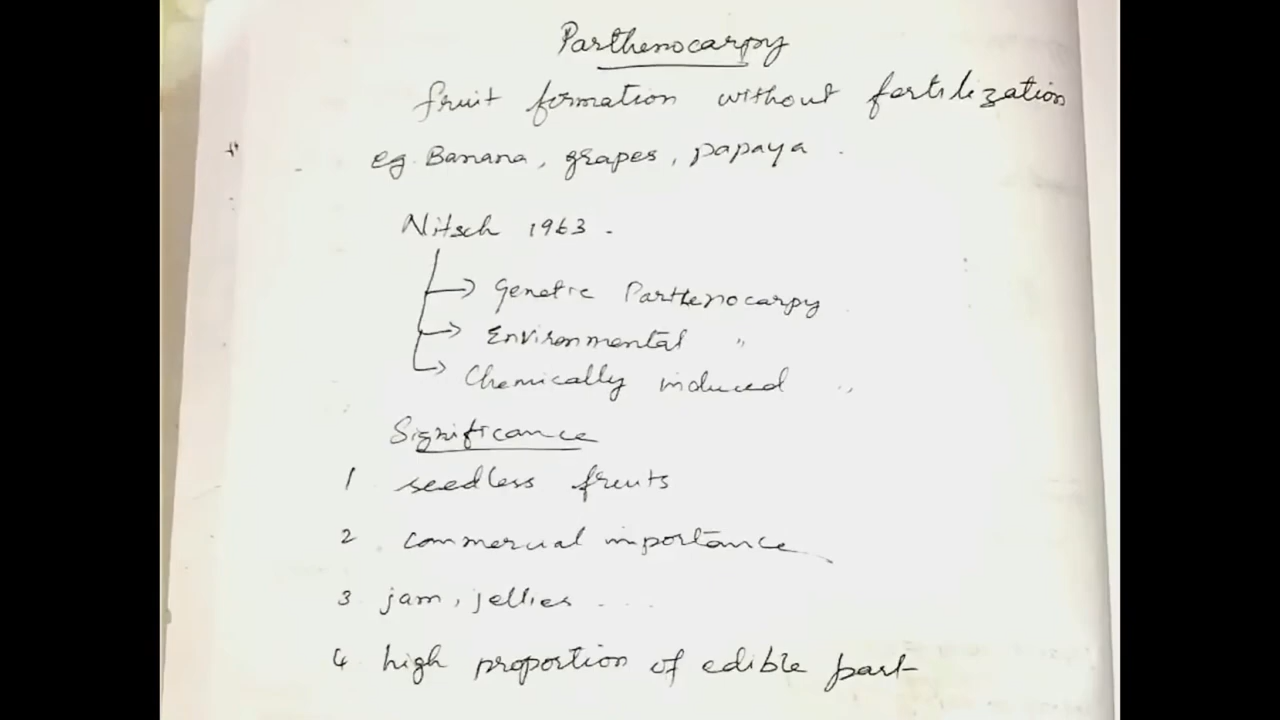 Parthenocarpy
fruit formation without fertilization
eg. Banana, grapes, papaya.
Nitsch 1963.
→ Genetic Parthenocarpy
→ Environmental "
→ Chemically induced "
Significance
1 seedless fruits
2 commercial importance
3 jam, jellies ....
4 high proportion of edible part